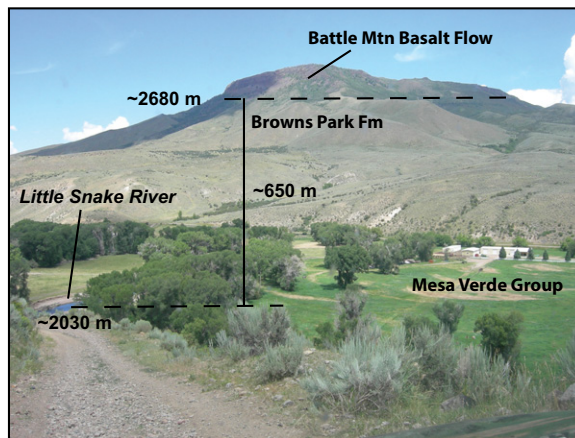 Battle Mtn Basalt Flow
~2680 m
Browns Park Fm
~650 m
Little Snake River
Mesa Verde Group
~2030 m